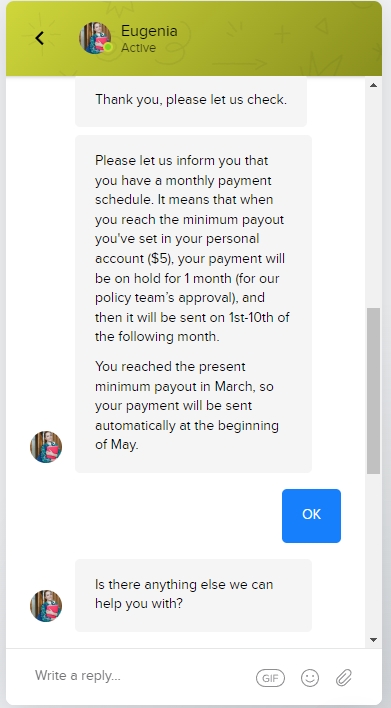 Eugenia
Active
Thank you, please let us check.
Please let us inform you that
you have a monthly payment
schedule. It means that when
you reach the minimum payout
you've set in your personal
account ($5), your payment will
be on hold for 1 month (for our
policy team’s approval), and
then it will be sent on 1st-10th of
the following month.
You reached the present
minimum payout in March, so
your payment will be sent
automatically at the beginning
of May.
OK
Is there anything else we can
help you with?
Write a reply...
GIF